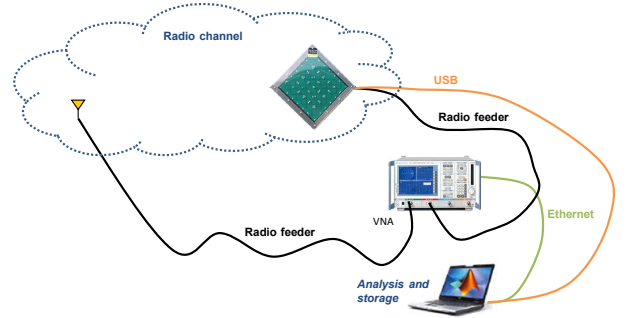 Radio channel
USB
Radio feeder
VNA
Ethernet
Radio feeder
Analysis and
storage